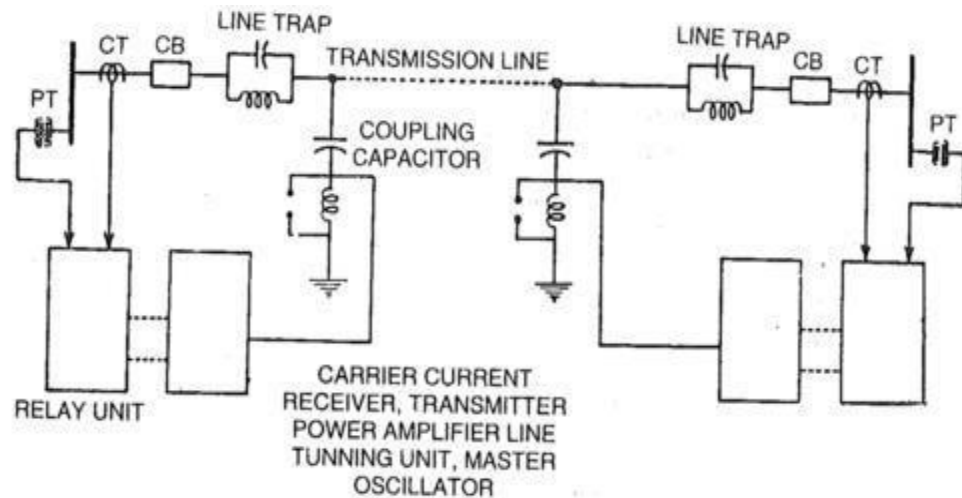 LINE TRAP
CT
CB
TRANSMISSION LINE
LINE TRAP
CB
CT
PT
PT
COUPLING
CAPACITOR
RELAY UNIT
CARRIER CURRENT
RECEIVER, TRANSMITTER
POWER AMPLIFIER LINE
TUNNING UNIT, MASTER
OSCILLATOR